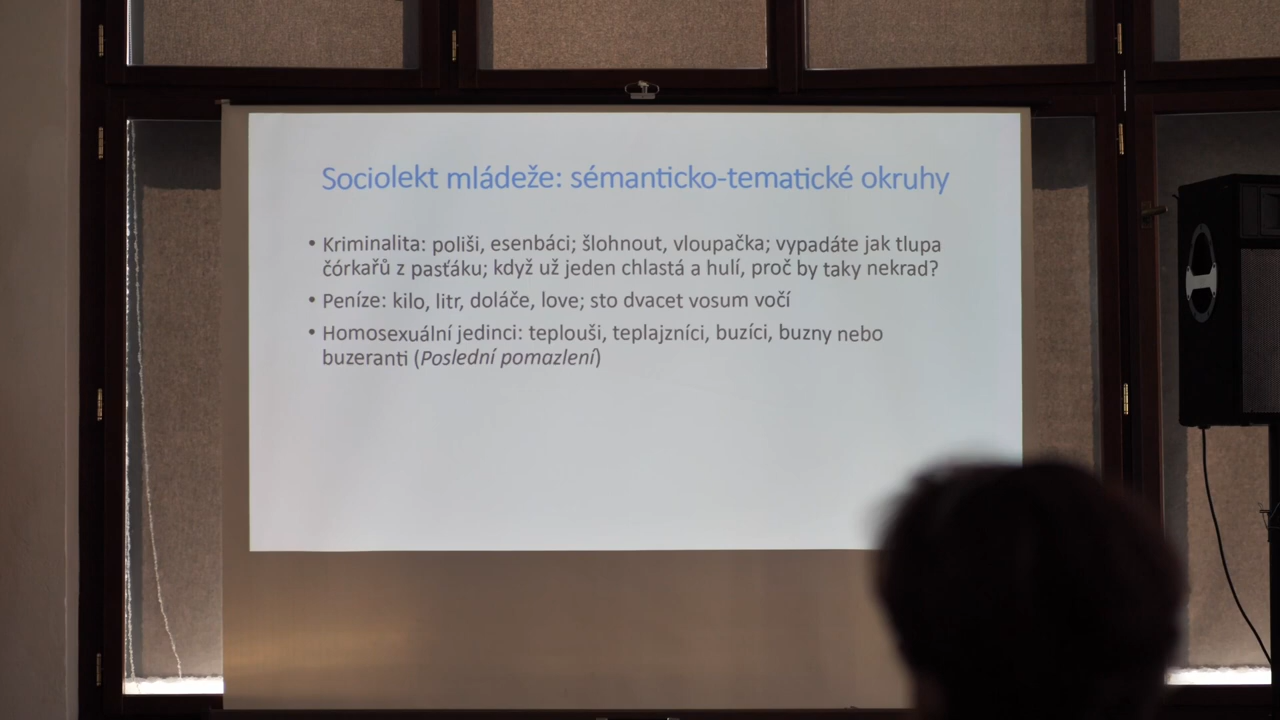 Sociolekt mládeže: sémanticko-tematické okruhy
• Kriminalita: poliši, esenbáci; šlohnout, vloupačka; vypadáte jak tlupa
čórkařů z pasťáku; když už jeden chlastá a hulí, proč by taky nekrad?
• Peníze: kilo, litr, doláče, love; sto dvacet vosum vočí
• Homosexuální jedinci: teplouši, teplajzníci, buzíci, buzny nebo
buzeranti (Poslední pomazlení)